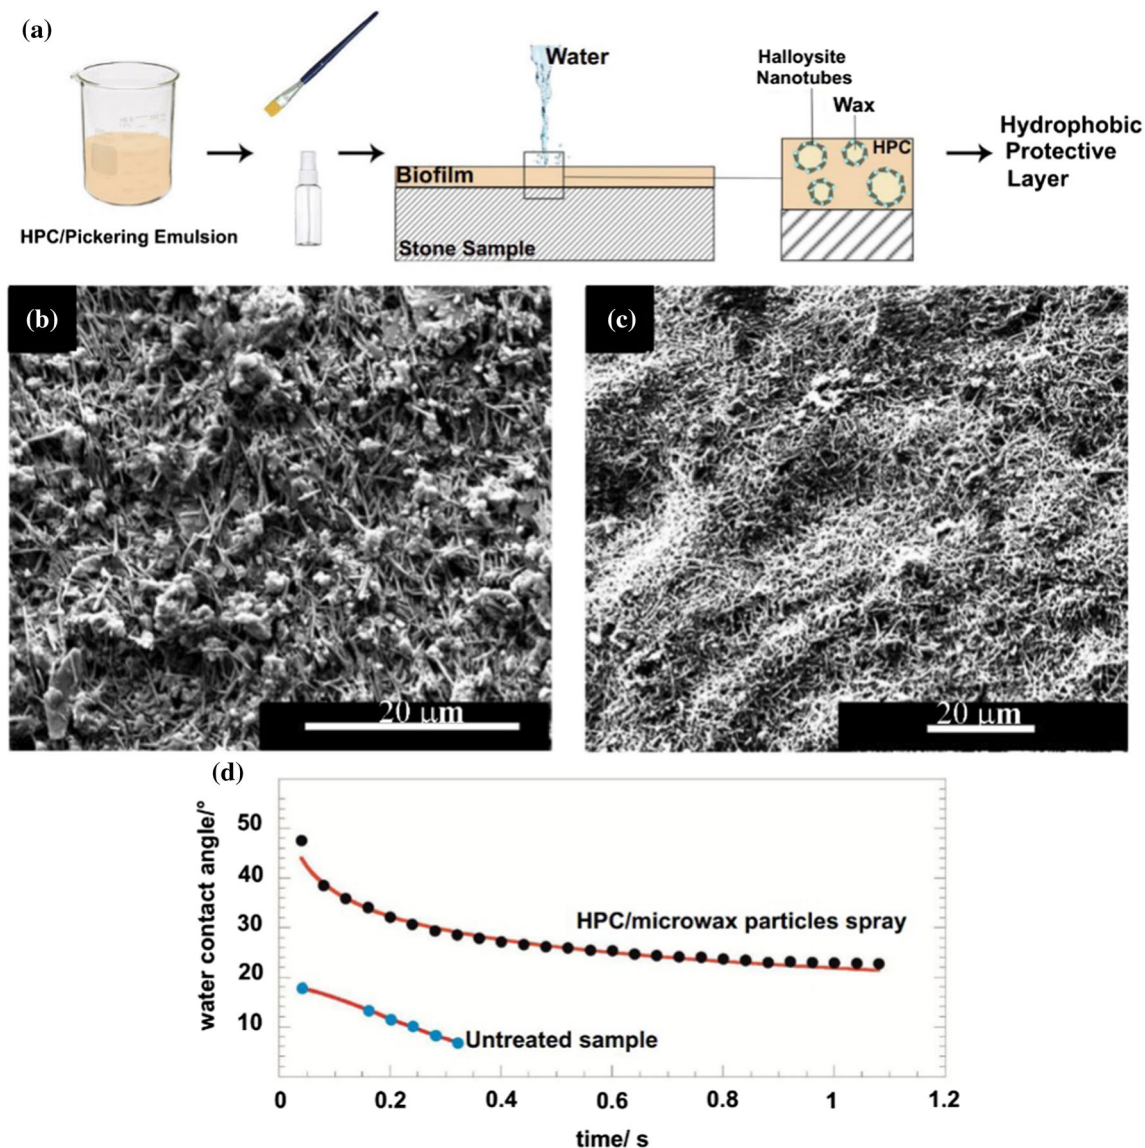 (a)
HPC/Pickering Emulsion
Water
Biofilm
Stone Sample
Halloysite
Nanotubes
Wax
HPC
Hydrophobic
Protective
Layer
(b)
20 µm
(c)
20 µm
(d)
water contact angle/°
50
40
30
20
10
HPC/microwax particles spray
Untreated sample
0 0.2 0.4 0.6 0.8 1 1.2
time/ s